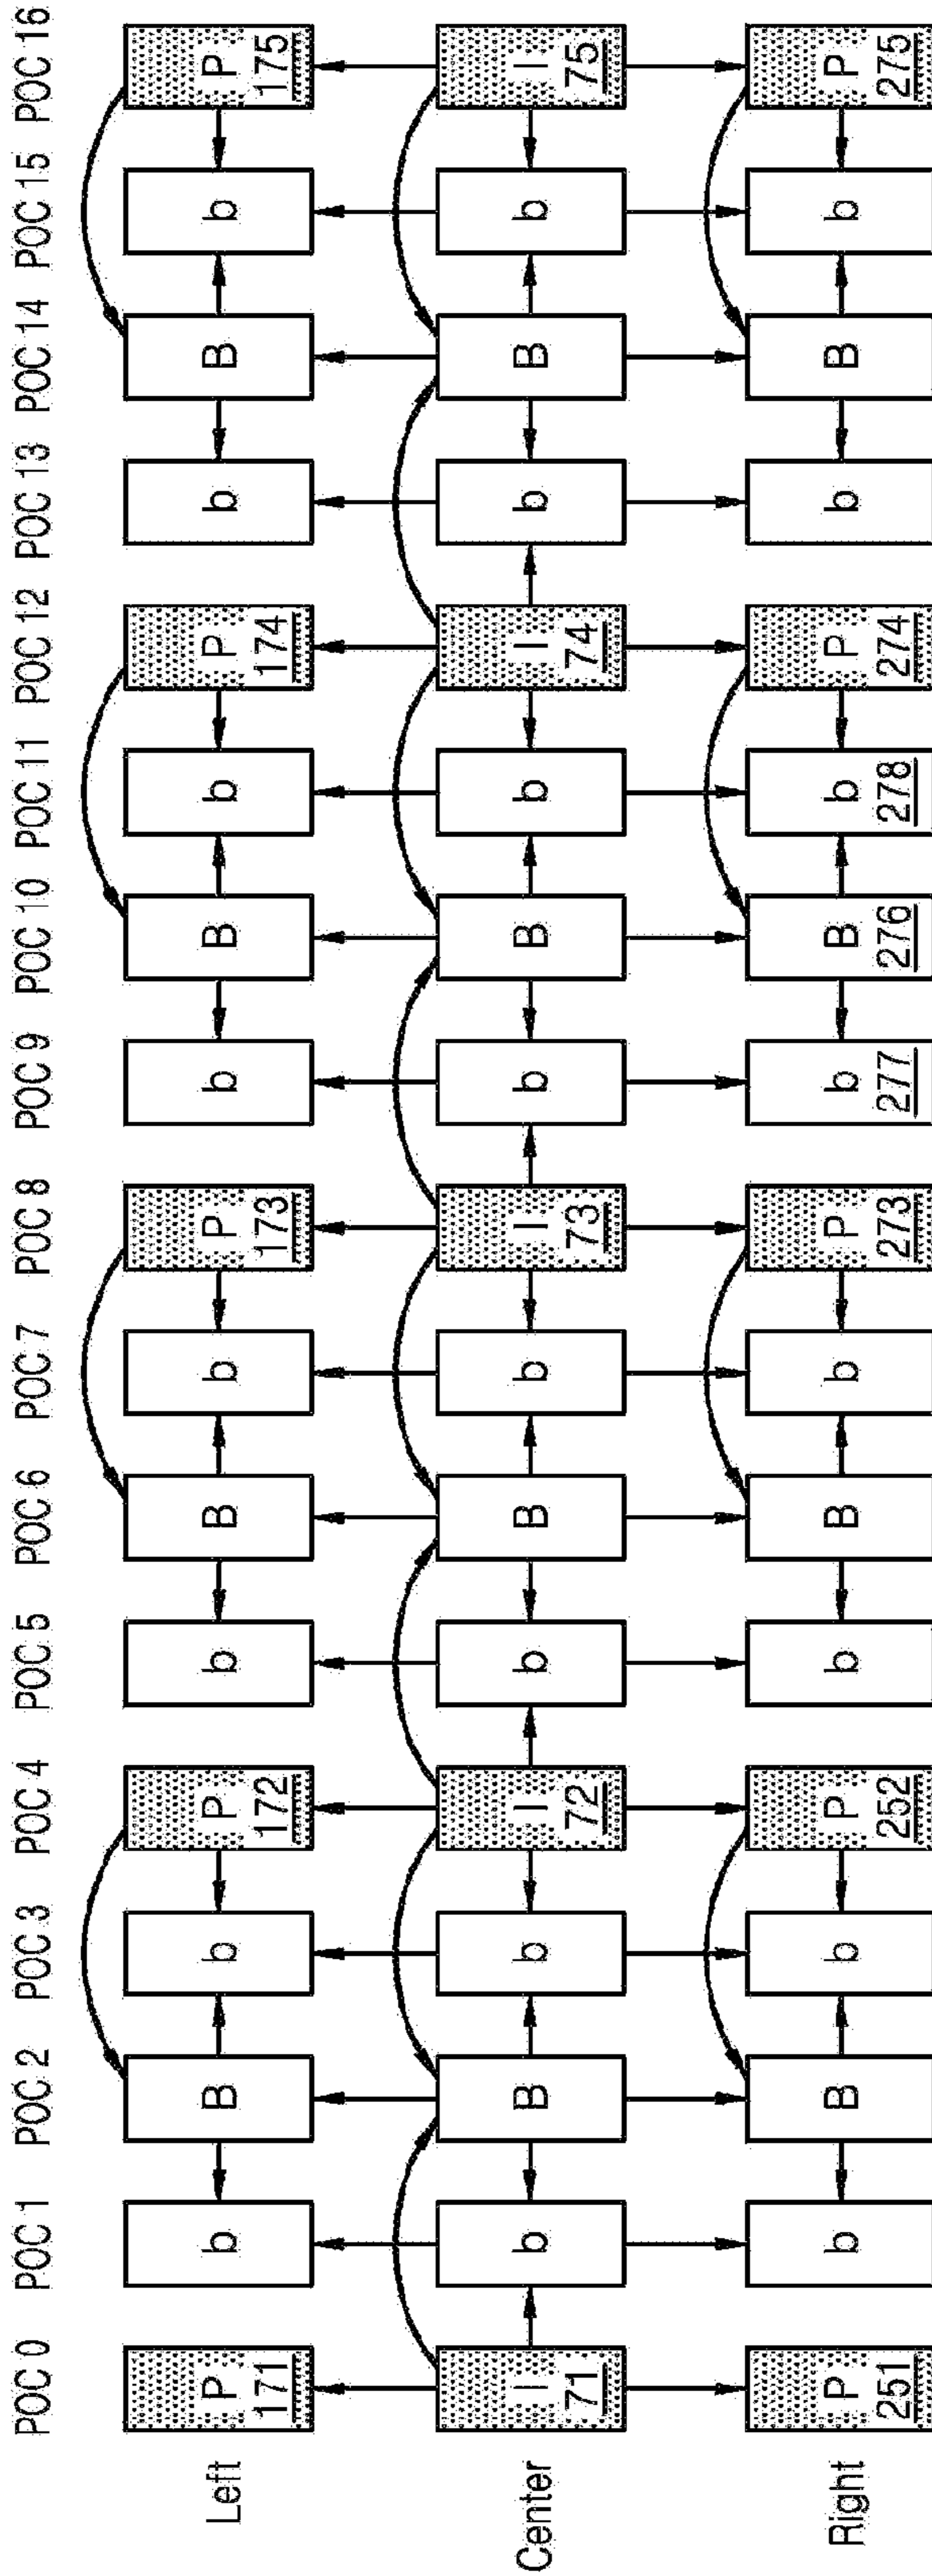 POC 0 POC 1 POC 2 POC 3 POC 4 POC 5 POC 6 POC 7 POC 8 POC 9 POC 10 POC 11 POC 12 POC 13 POC 14 POC 15 POC 16
Left
P b B b P b B b P b B b P b B b P
171 172 173 174 175
Center
I b B b I b B b I b B b I b B b I
71 72 73 74 75
Right
P b B b P b B b P b B b P b B b P
251 252 273 277 276 278 274 275